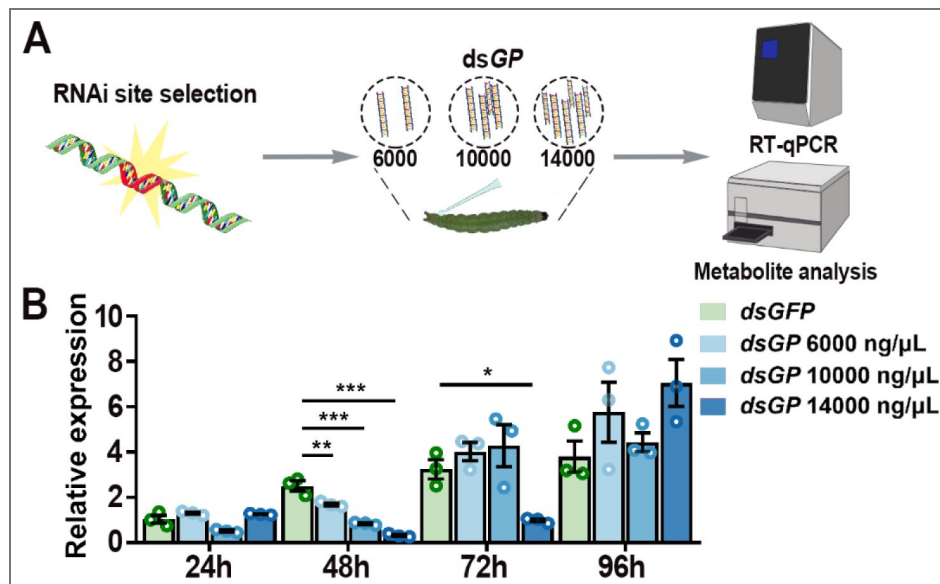 A
RNAi site selection
dsGP
6000
10000
14000
RT-qPCR
Metabolite analysis
B
Relative expression
10
8
6
4
2
0
***
***
**
*
24h
48h
72h
96h
dsGFP
dsGP 6000 ng/µL
dsGP 10000 ng/µL
dsGP 14000 ng/µL